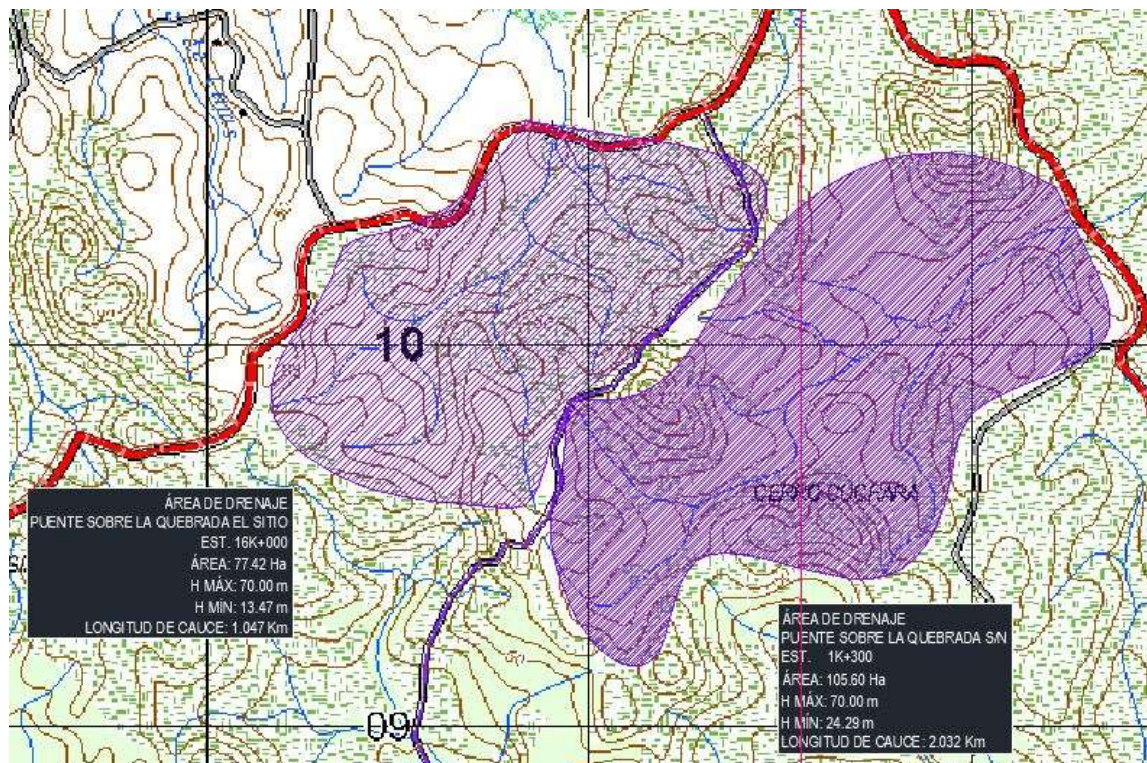 10
CERRO CUCHARA
ÁREA DE DRENAJE
PUENTE SOBRE LA QUEBRADA EL SITIO
EST. 16K+000
ÁREA: 77.42 Ha
H MÁX: 70.00 m
H MÍN: 13.47 m
LONGITUD DE CAUCE: 1.047 Km
ÁREA DE DRENAJE
PUENTE SOBRE LA QUEBRADA S/N
EST. 1K+300
ÁREA: 105.60 Ha
H MÁX: 70.00 m
H MÍN: 24.29 m
LONGITUD DE CAUCE: 2.032 Km
09